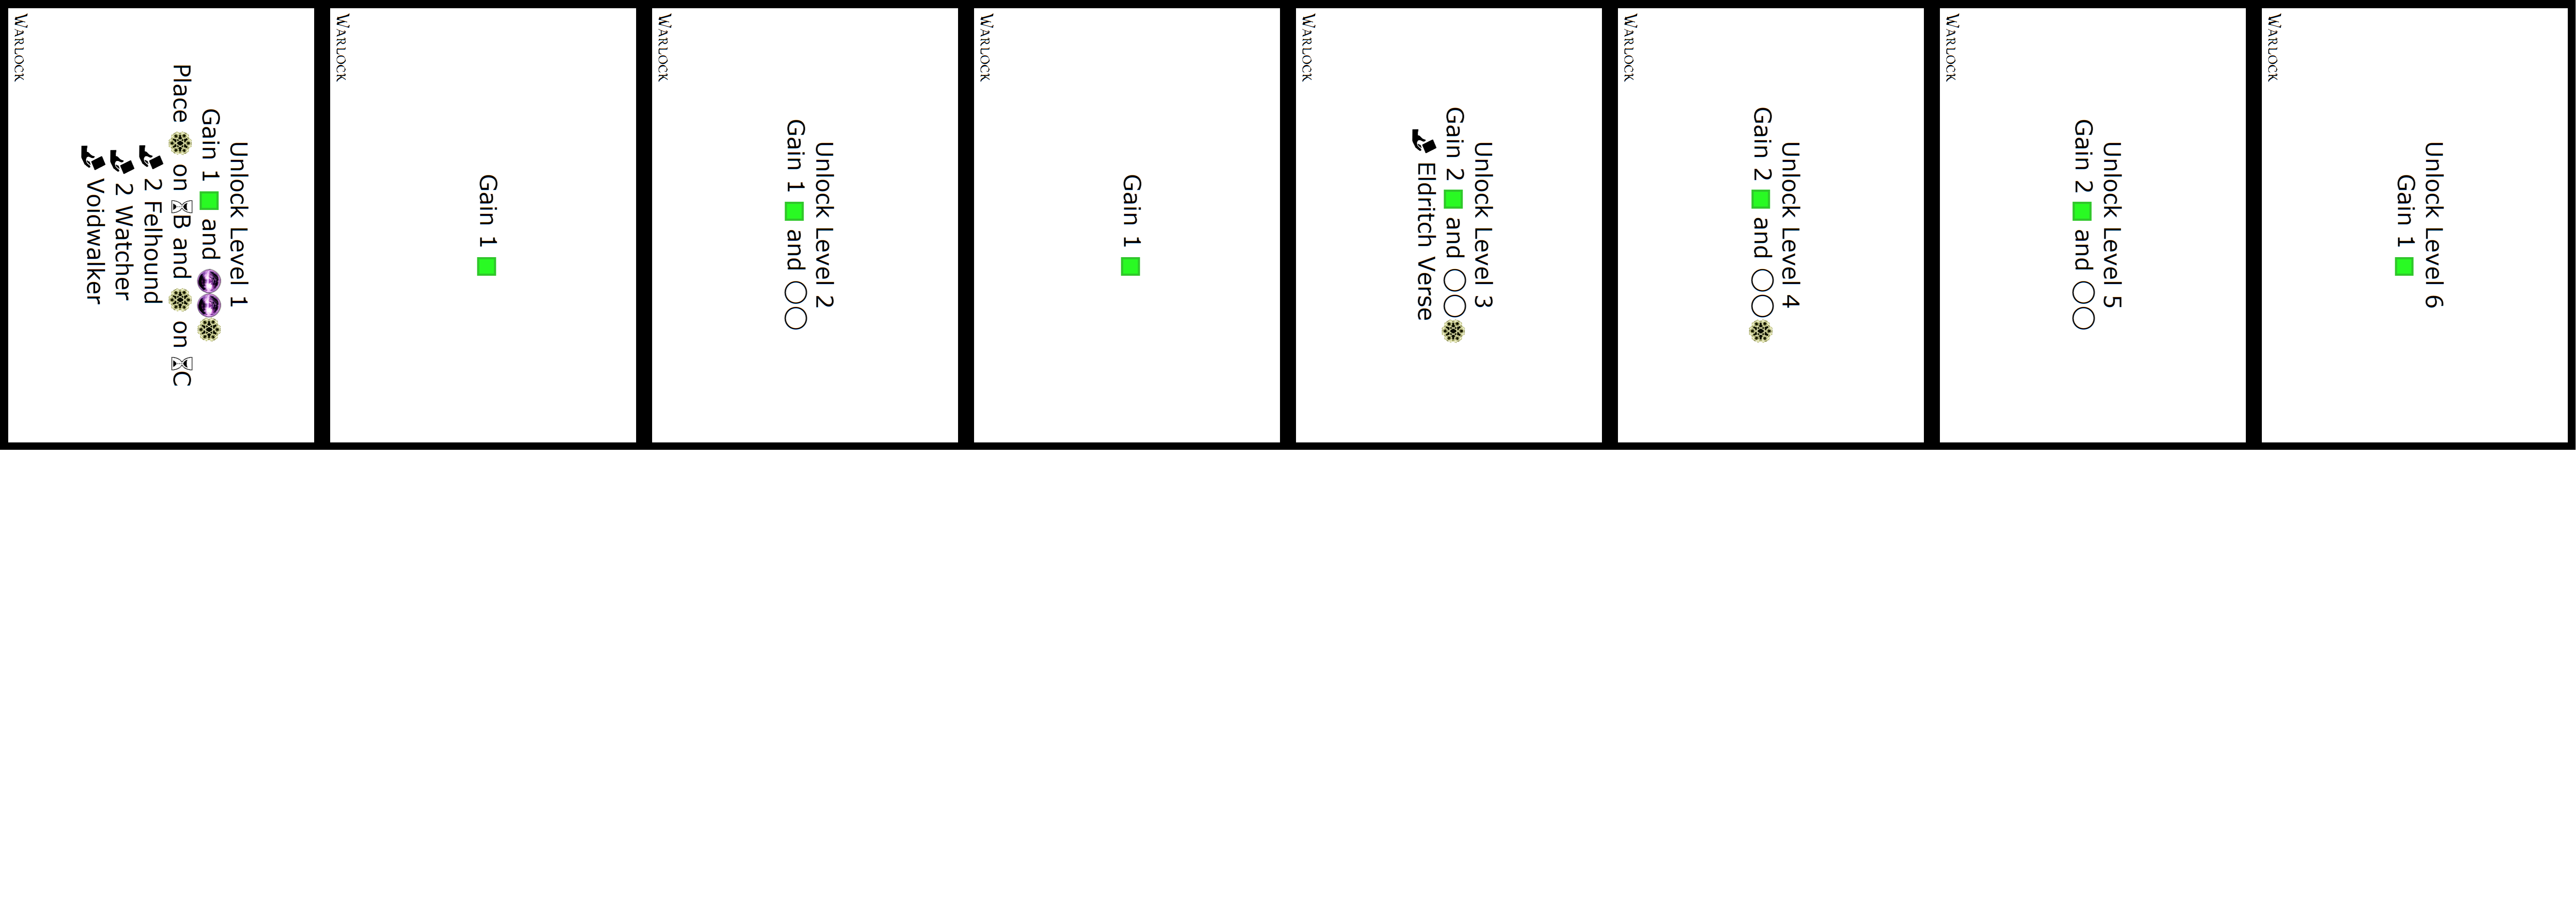 Warlock
Unlock Level 1
Gain 1 and
Place on B and on C
2 Felhound
2 Watcher
Voidwalker
Warlock
Gain 1
Warlock
Unlock Level 2
Gain 1 and
Warlock
Gain 1
Warlock
Unlock Level 3
Gain 2 and
Eldritch Verse
Warlock
Unlock Level 4
Gain 2 and
Warlock
Unlock Level 5
Gain 2 and
Warlock
Unlock Level 6
Gain 1